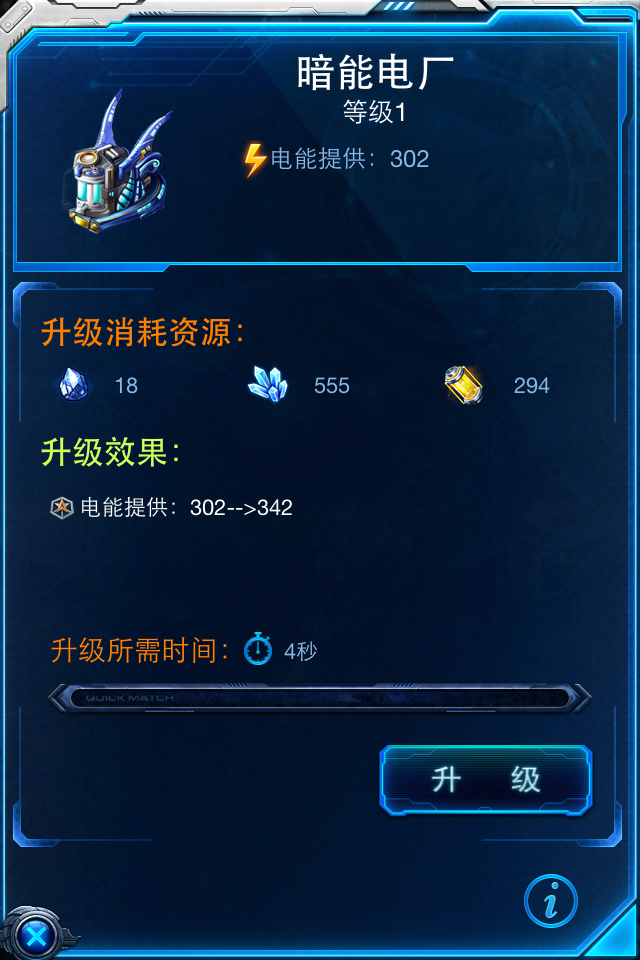 暗能电厂
等级1
电能提供：302
升级消耗资源：
18 555 294
升级效果：
电能提供：302-->342
升级所需时间： 4秒
QUICK MATCH
升 级
i